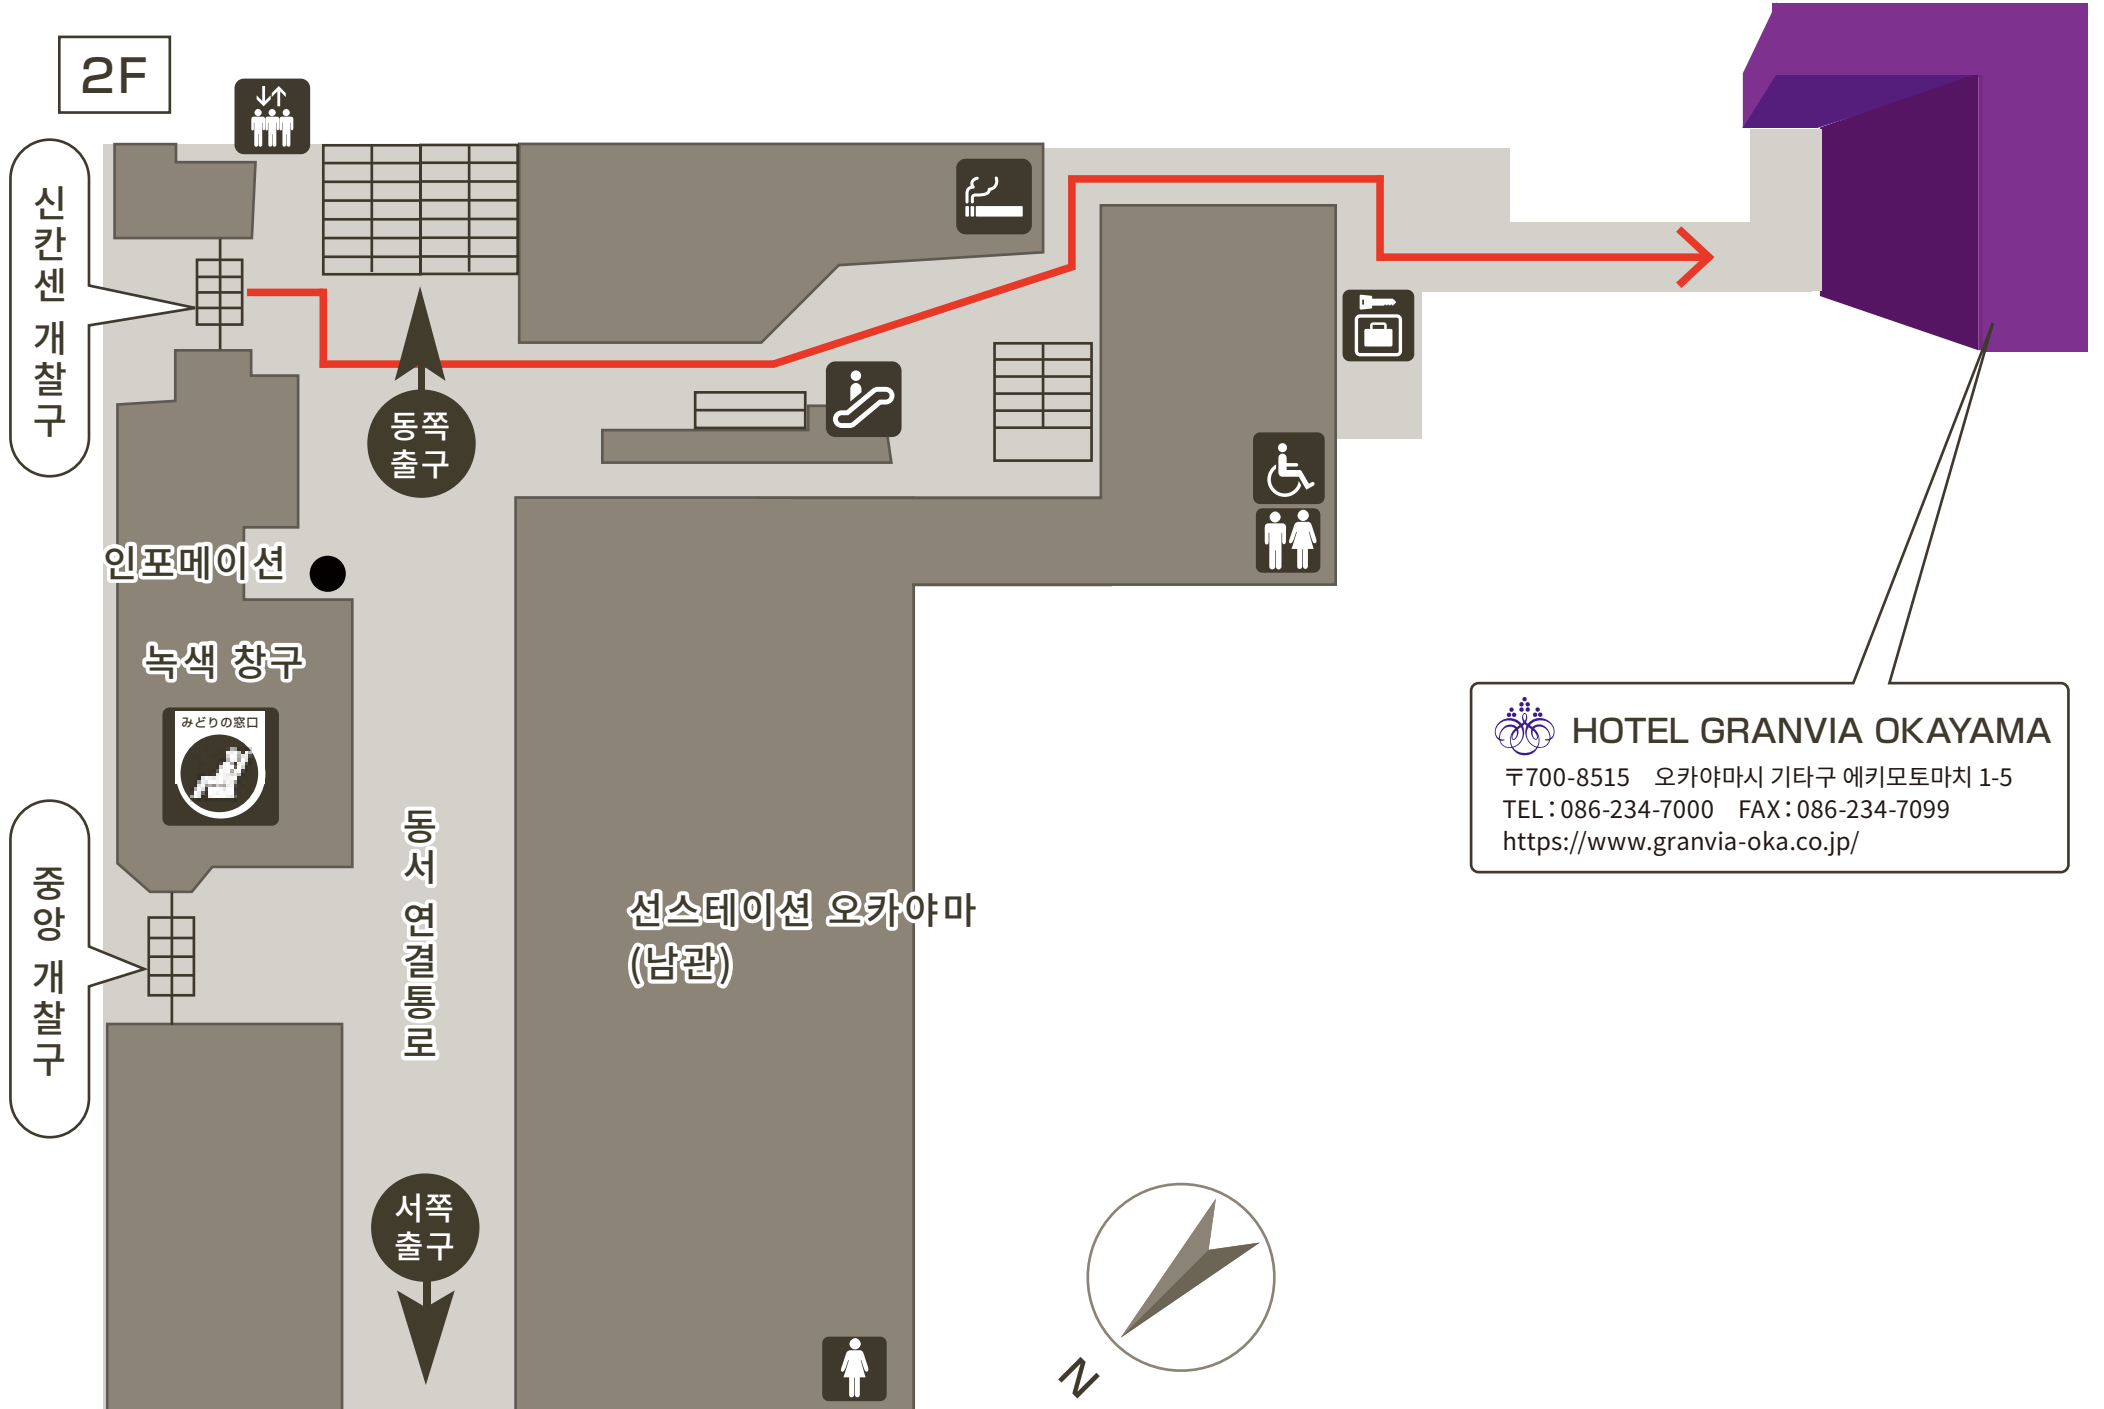 2F
신칸센 개찰구
동쪽
출구
인포메이션
녹색 창구
みどりの窓口
동서 연결통로
중앙 개찰구
선스테이션 오카야마
(남관)
서쪽
출구
HOTEL GRANVIA OKAYAMA
〒700-8515 오카야마시 기타구 에키모토마치 1-5
TEL:086-234-7000 FAX:086-234-7099
https://www.granvia-oka.co.jp/
N